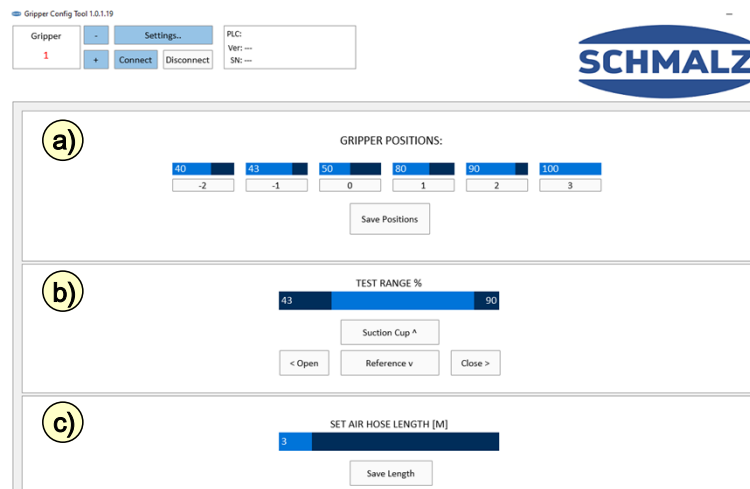 Gripper Config Tool 1.0.1.19
Gripper
1
-
+
Settings..
Connect
Disconnect
PLC:
Ver: ---
SN: ---
SCHMALZ
a)
GRIPPER POSITIONS:
40 43 50 80 90 100
-2 -1 0 1 2 3
Save Positions
b)
TEST RANGE %
43 90
Suction Cup ^
< Open Reference v Close >
c)
SET AIR HOSE LENGTH [M]
3
Save Length